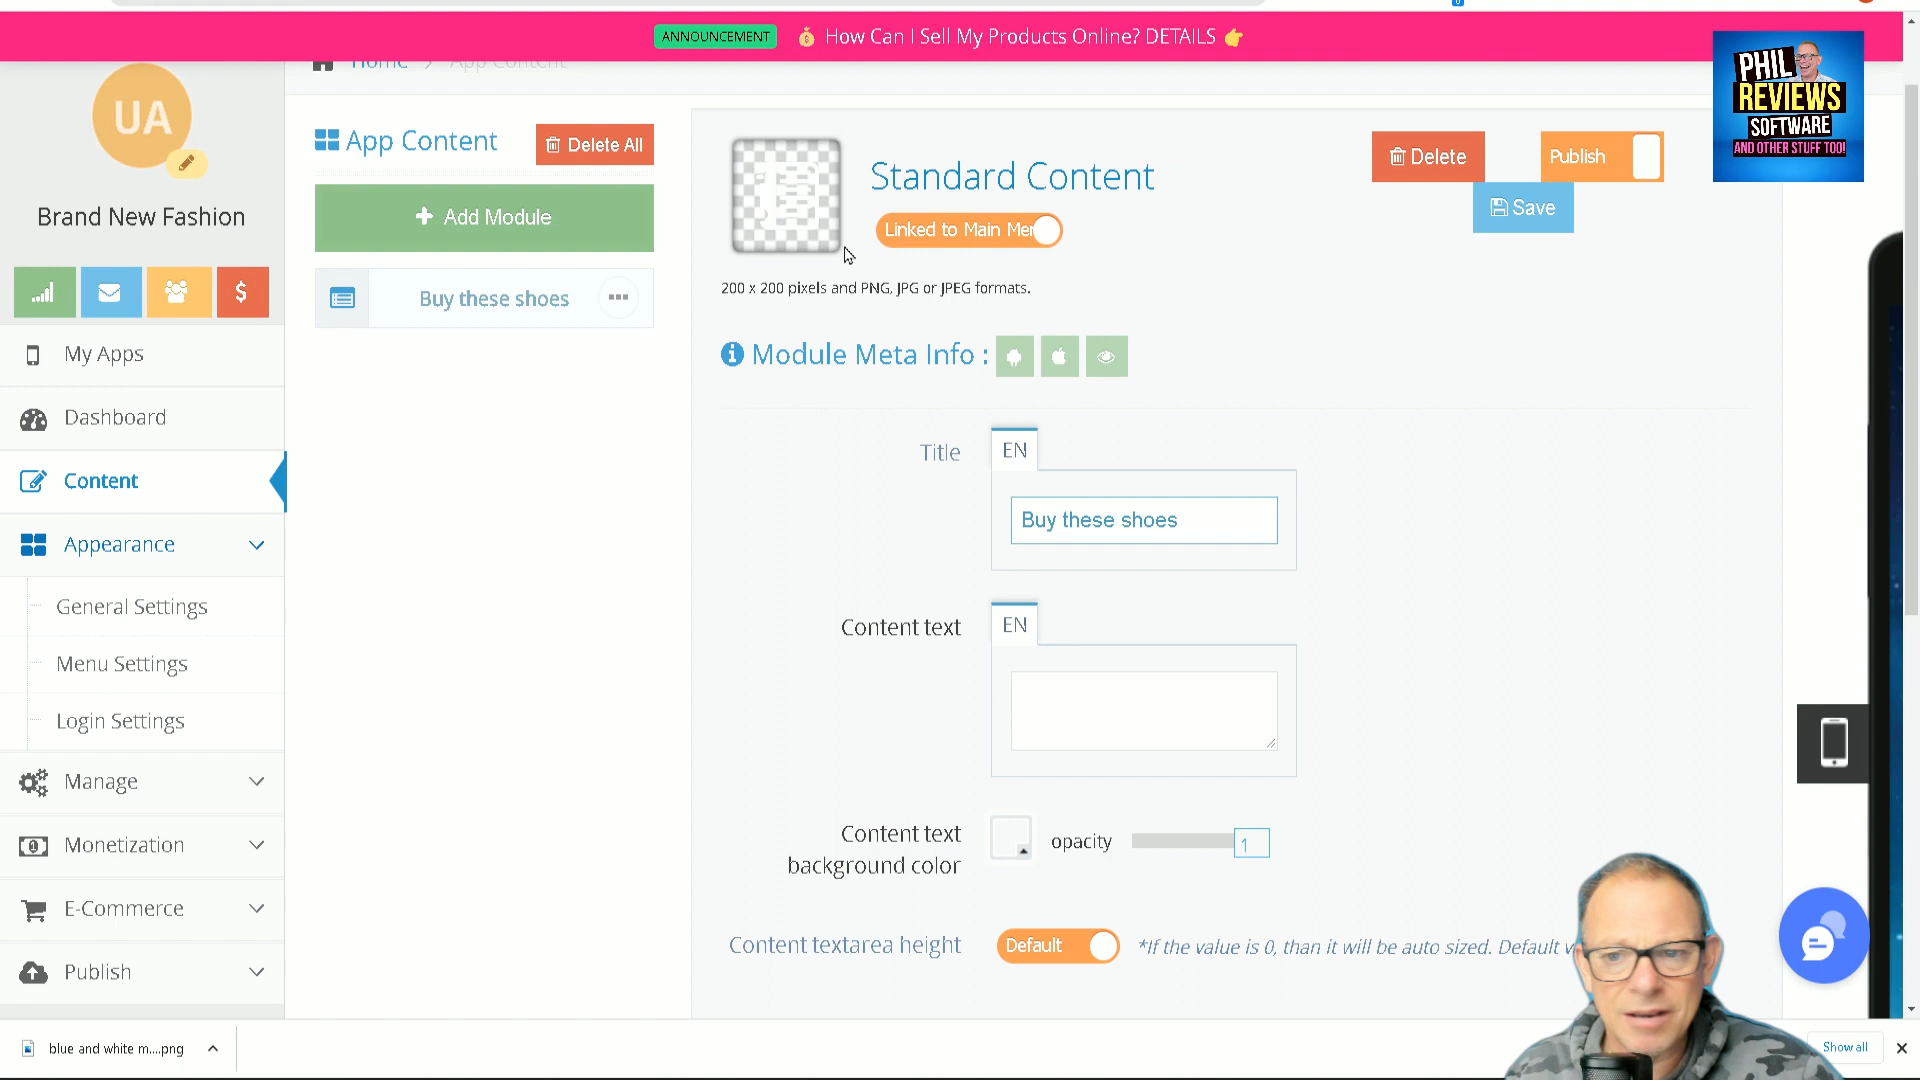 ANNOUNCEMENT
How Can I Sell My Products Online? DETAILS
Home
App Content
PHIL
REVIEWS
SOFTWARE
AND OTHER STUFF TOO!
UA
Brand New Fashion
$
My Apps
Dashboard
Content
Appearance
General Settings
Menu Settings
Login Settings
Manage
Monetization
E-Commerce
Publish
App Content
Delete All
Add Module
Buy these shoes
Standard Content
Linked to Main Men
200 x 200 pixels and PNG, JPG or JPEG formats.
Delete
Publish
Save
Module Meta Info :
Title
EN
Buy these shoes
Content text
EN
Content text
background color
opacity
1
Content textarea height
Default
*If the value is 0, than it will be auto sized. Default v
blue and white m....png
Show all